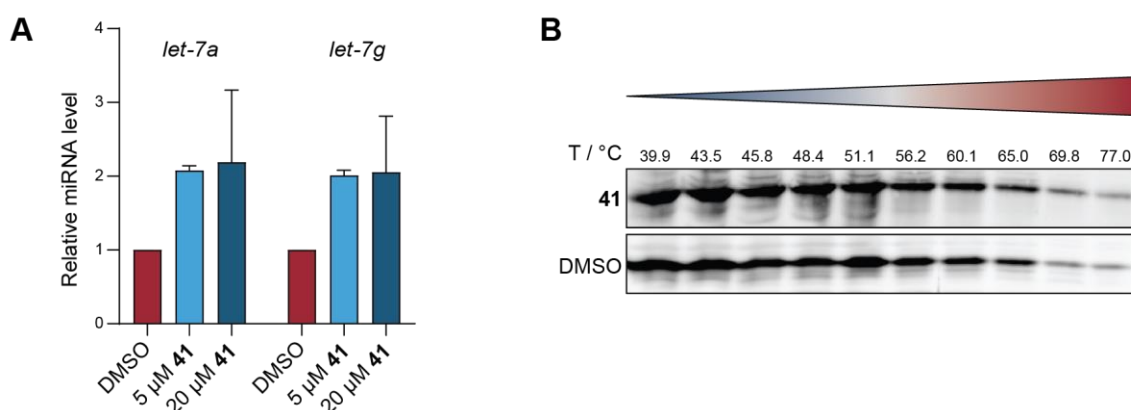 A
Relative miRNA level
4
3
2
1
0
let-7a
let-7g
DMSO
5 µM 41
20 µM 41
DMSO
5 µM 41
20 µM 41
B
T / °C
39.9 43.5 45.8 48.4 51.1 56.2 60.1 65.0 69.8 77.0
41
DMSO